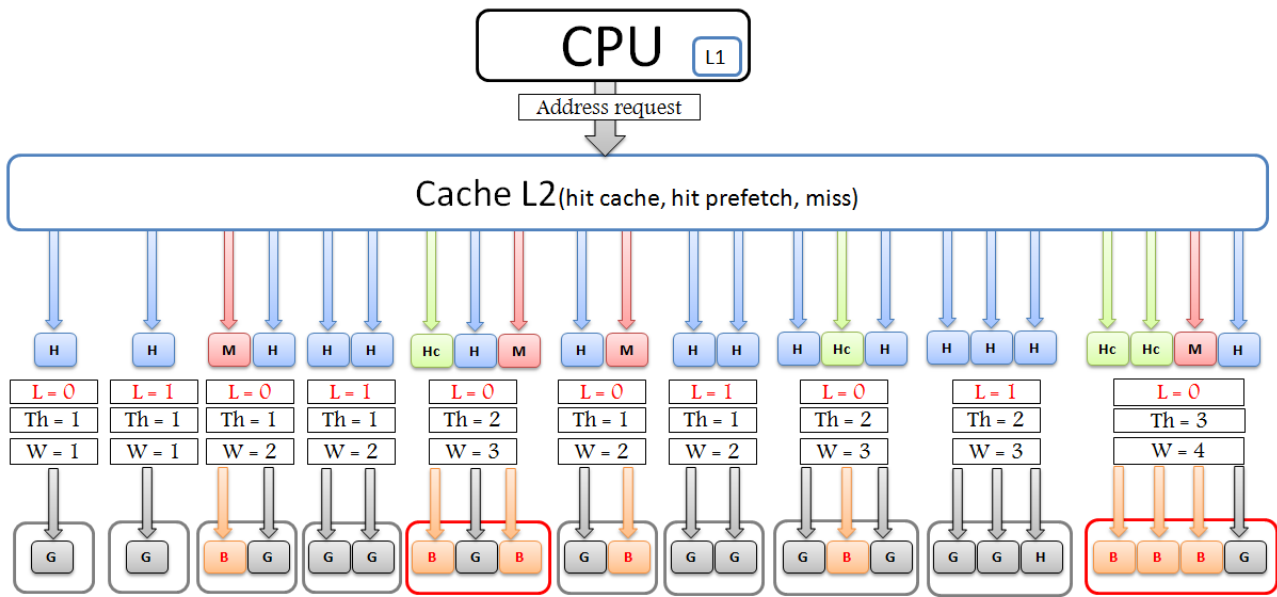 CPU
L1
Address request
Cache L2(hit cache, hit prefetch, miss)
H H M H H H Hc H M H M H H H Hc H H H H Hc Hc M H
L = 0 L = 1 L = 0 L = 1 L = 0 L = 0 L = 1 L = 0 L = 1 L = 0
Th = 1 Th = 1 Th = 1 Th = 1 Th = 2 Th = 1 Th = 1 Th = 2 Th = 2 Th = 3
W = 1 W = 1 W = 2 W = 2 W = 3 W = 2 W = 2 W = 3 W = 3 W = 4
G G B G G G B G B G B G G G B G G G H B B B G